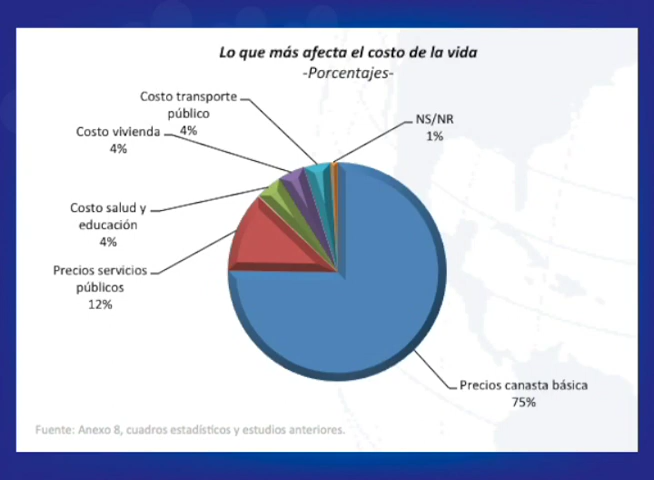 Lo que más afecta el costo de la vida
-Porcentajes-
Costo transporte
público
4%
NS/NR
1%
Costo vivienda
4%
Costo salud y
educación
4%
Precios servicios
públicos
12%
Precios canasta básica
75%
Fuente: Anexo 8, cuadros estadísticos y estudios anteriores.